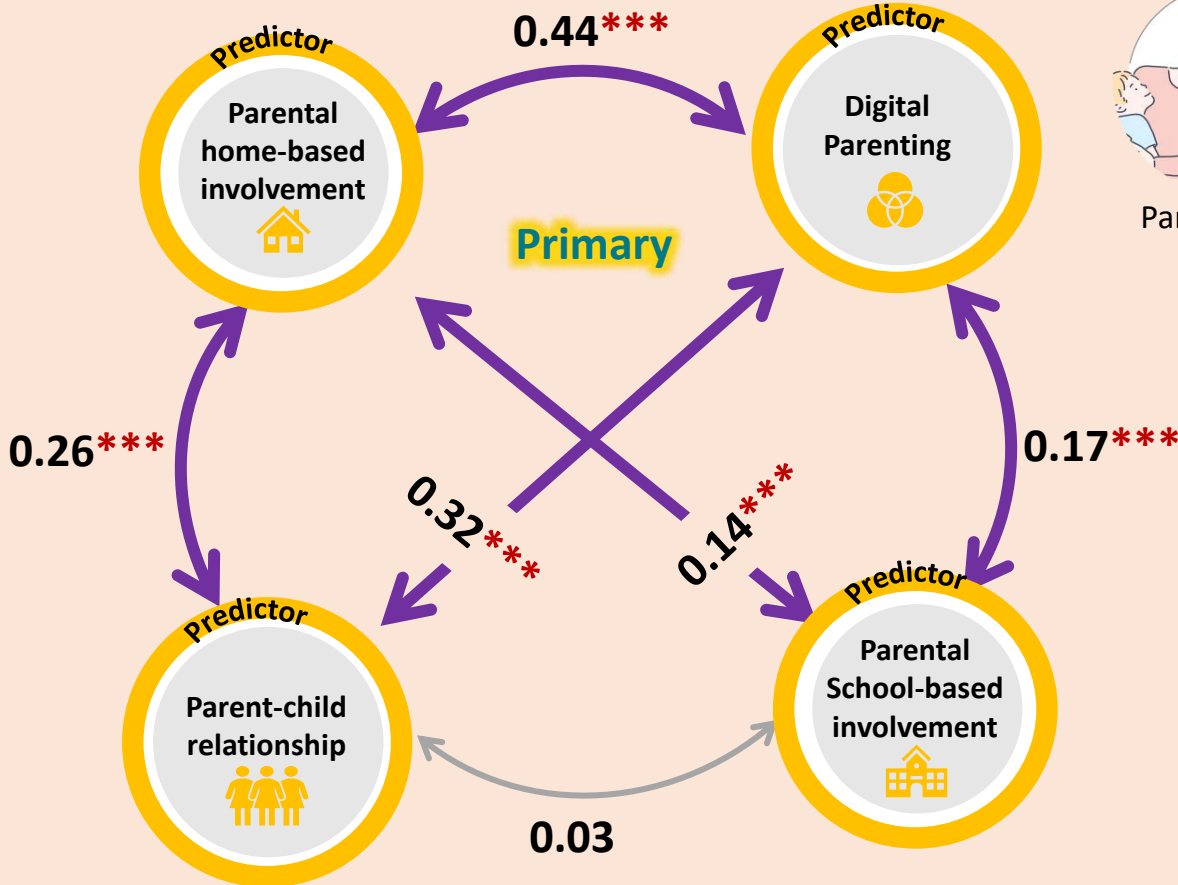 0.44***
Predictor
Parental
home-based
involvement
Predictor
Digital
Parenting
Primary
0.26***
0.17***
0.32***
0.14***
Predictor
Parent-child
relationship
Predictor
Parental
School-based
involvement
0.03